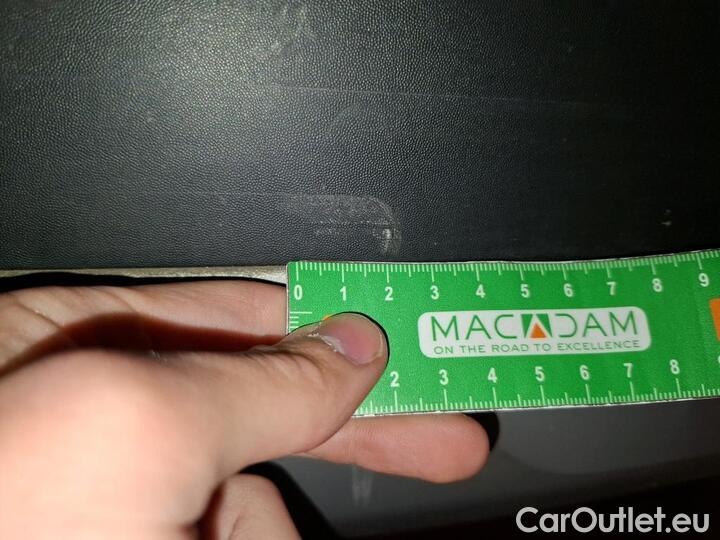 0 1 2 3 4 5 6 7 8 9
MACADAM
ON THE ROAD TO EXCELLENCE
2 3 4 5 6 7 8
CarOutlet.eu